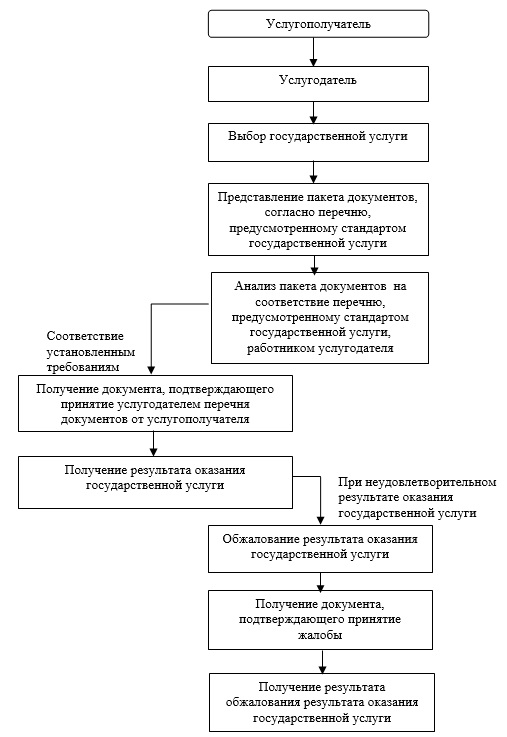 Услугополучатель
Услугодатель
Выбор государственной услуги
Представление пакета документов,
согласно перечню,
предусмотренному стандартом
государственной услуги
Анализ пакета документов на
соответствие перечню,
предусмотренному стандартом
государственной услуги,
работником услугодателя
Соответствие
установленным
требованиям
Получение документа, подтверждающего
принятие услугодателем перечня
документов от услугополучателя
Получение результата оказания
государственной услуги
При неудовлетворительном
результате оказания
государственной услуги
Обжалование результата оказания
государственной услуги
Получение документа,
подтверждающего принятие
жалобы
Получение результата
обжалования результата оказания
государственной услуги